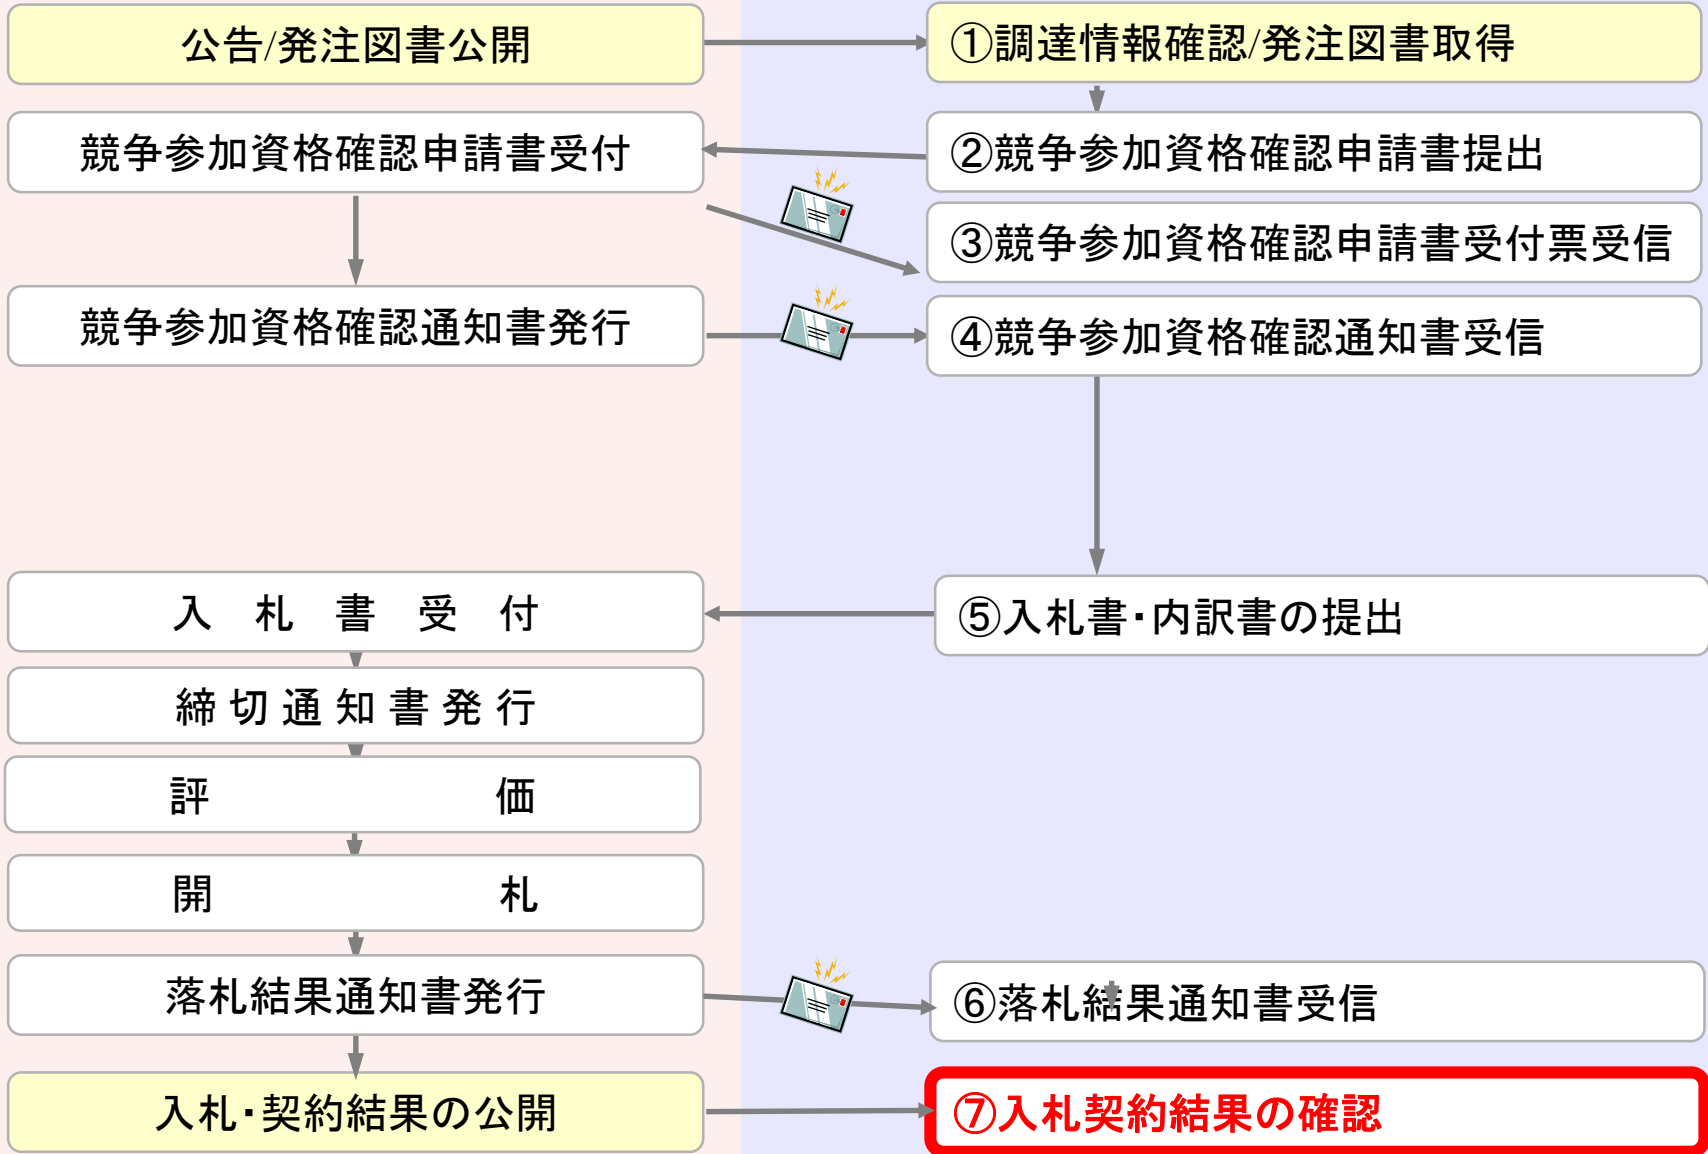 公告/発注図書公開
①調達情報確認/発注図書取得
競争参加資格確認申請書受付
②競争参加資格確認申請書提出
③競争参加資格確認申請書受付票受信
競争参加資格確認通知書発行
④競争参加資格確認通知書受信
入 札 書 受 付
⑤入札書・内訳書の提出
締切通知書発行
評 価
開 札
落札結果通知書発行
⑥落札結果通知書受信
入札・契約結果の公開
⑦入札契約結果の確認